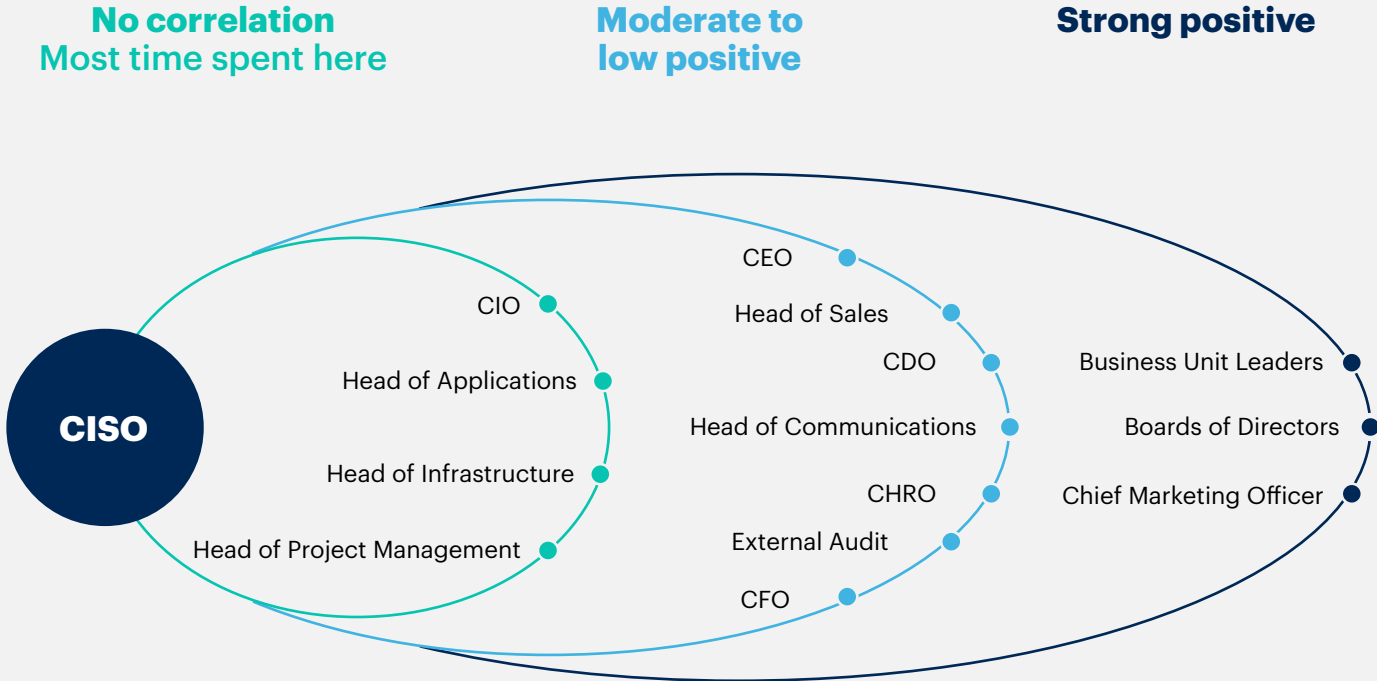 No correlation
Most time spent here
Moderate to
low positive
Strong positive
CISO
CIO
Head of Applications
Head of Infrastructure
Head of Project Management
CEO
Head of Sales
CDO
Head of Communications
CHRO
External Audit
CFO
Business Unit Leaders
Boards of Directors
Chief Marketing Officer